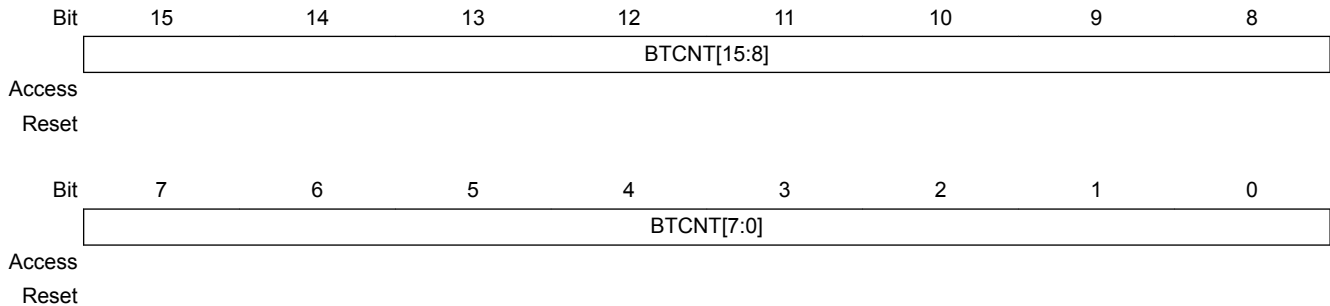 Bit 15 14 13 12 11 10 9 8
BTCNT[15:8]
Access
Reset
Bit 7 6 5 4 3 2 1 0
BTCNT[7:0]
Access
Reset